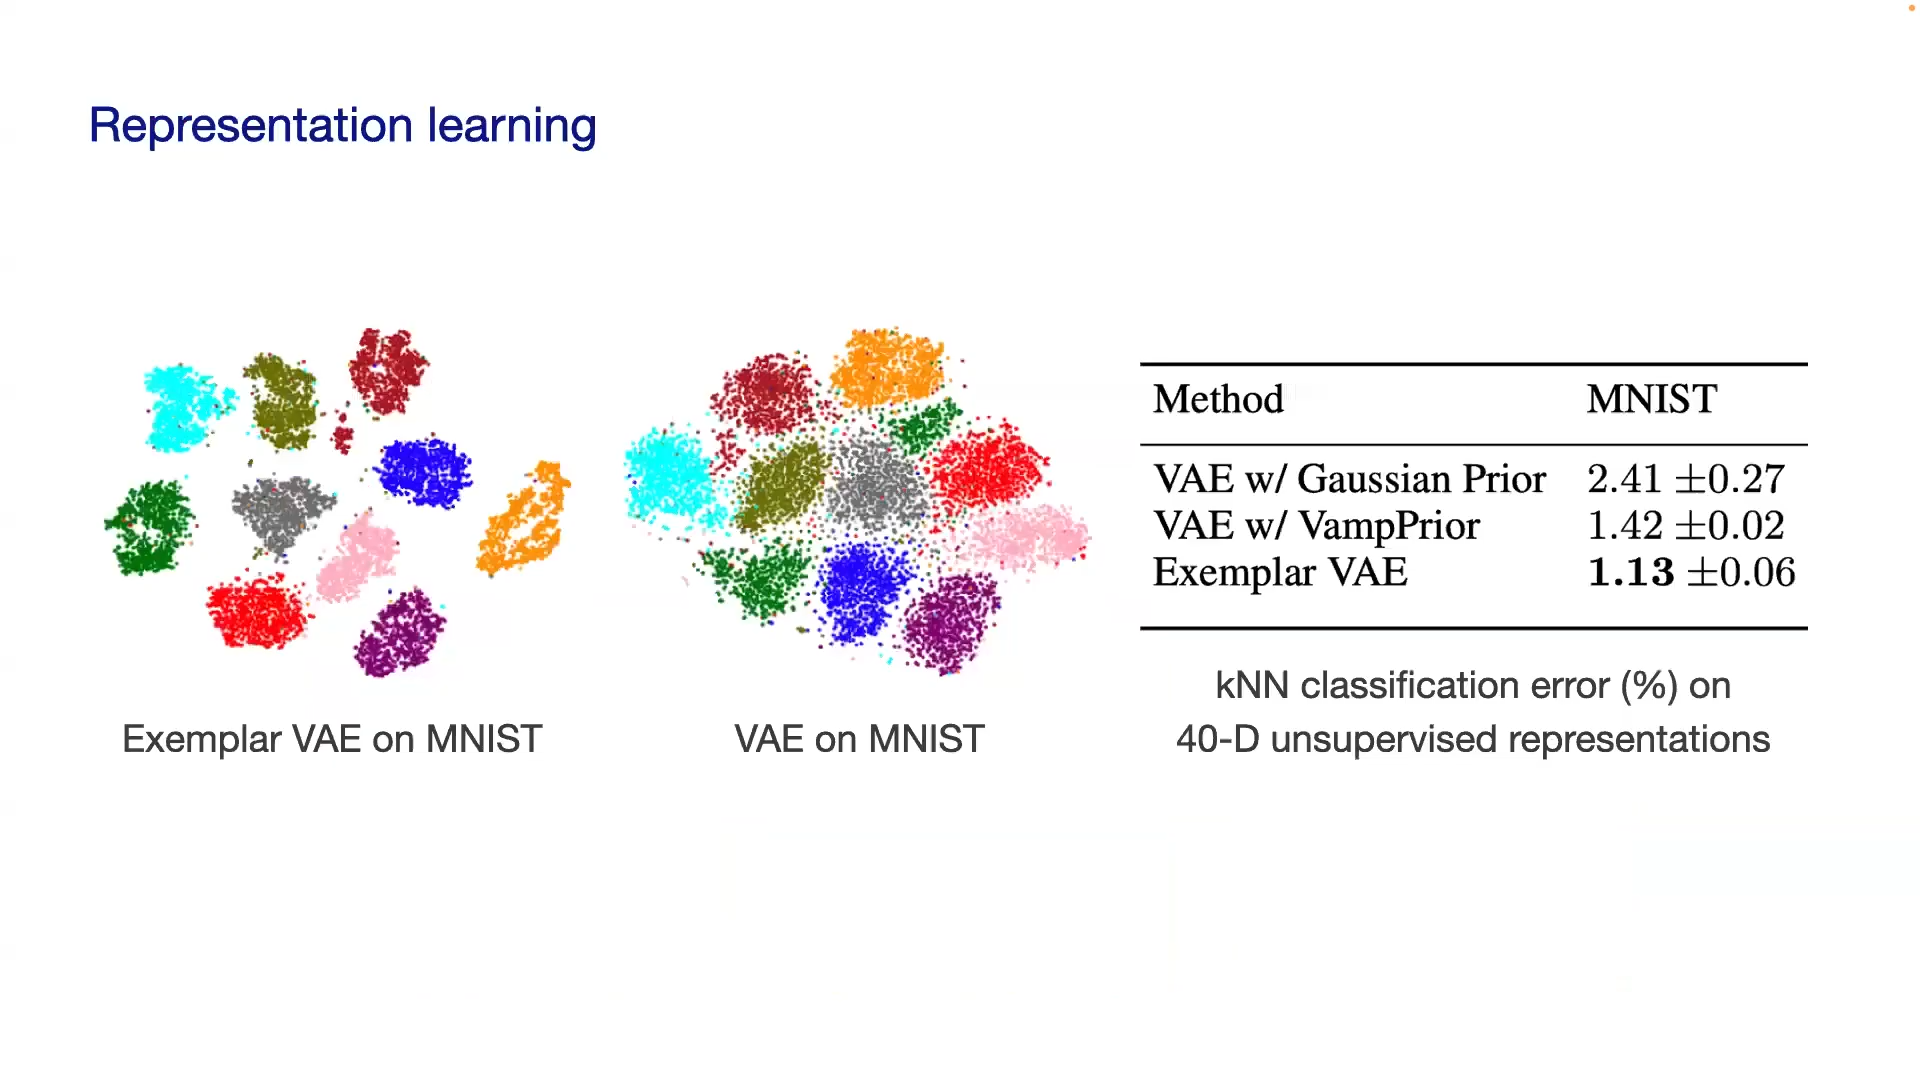 Representation learning
Exemplar VAE on MNIST
VAE on MNIST
Method MNIST
VAE w/ Gaussian Prior 2.41 ±0.27
VAE w/ VampPrior 1.42 ±0.02
Exemplar VAE 1.13 ±0.06
kNN classification error (%) on
40-D unsupervised representations